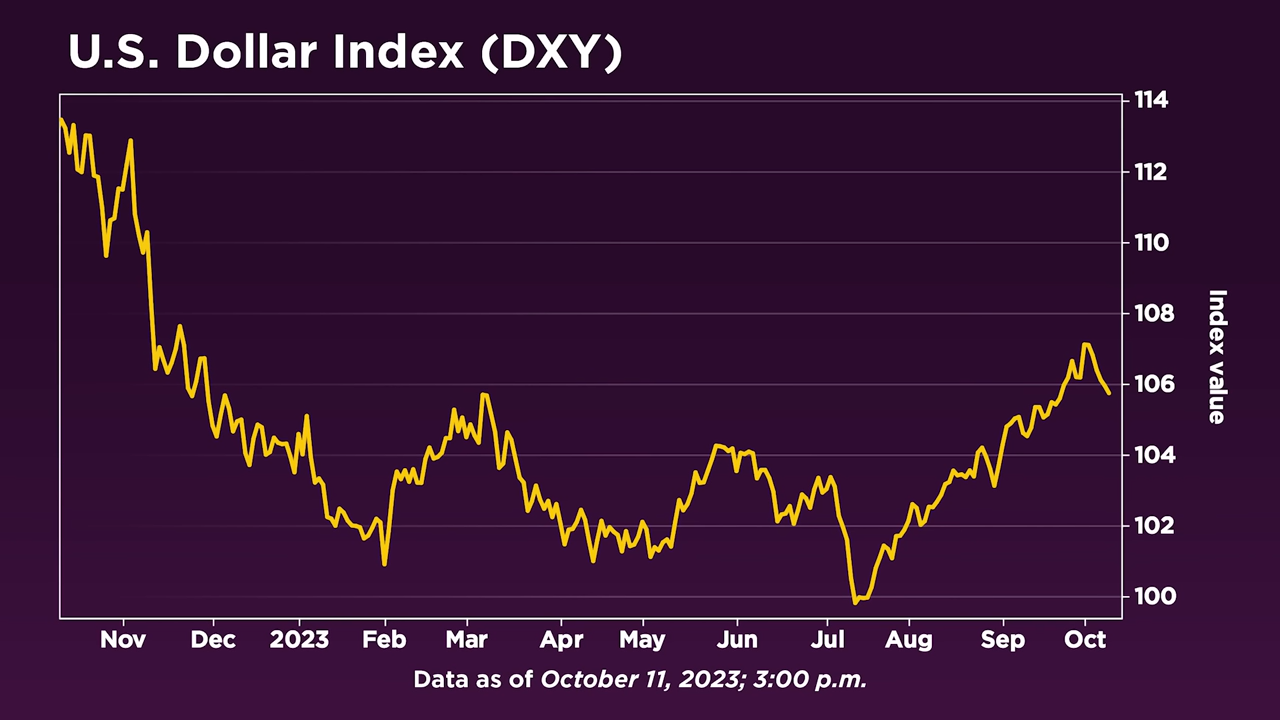 U.S. Dollar Index (DXY)
114
112
110
108
106
104
102
100
Index value
Nov Dec 2023 Feb Mar Apr May Jun Jul Aug Sep Oct
Data as of October 11, 2023; 3:00 p.m.